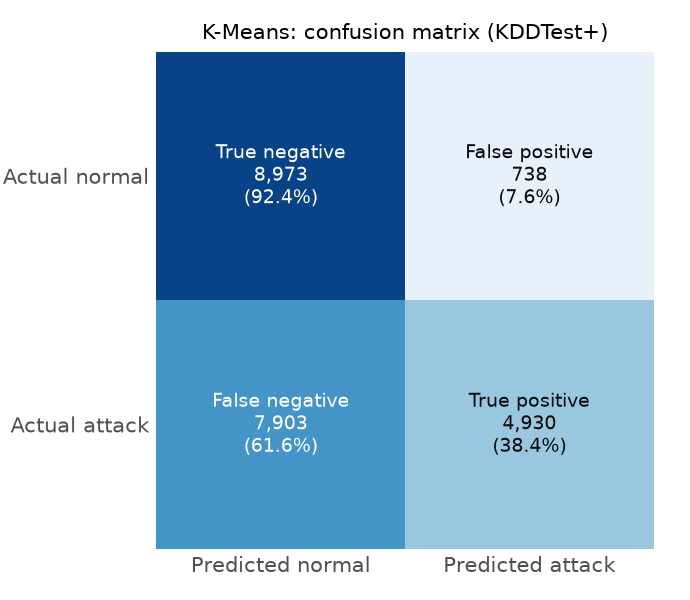 K-Means: confusion matrix (KDDTest+)
Actual normal
True negative
8,973
(92.4%)
False positive
738
(7.6%)
Actual attack
False negative
7,903
(61.6%)
True positive
4,930
(38.4%)
Predicted normal
Predicted attack